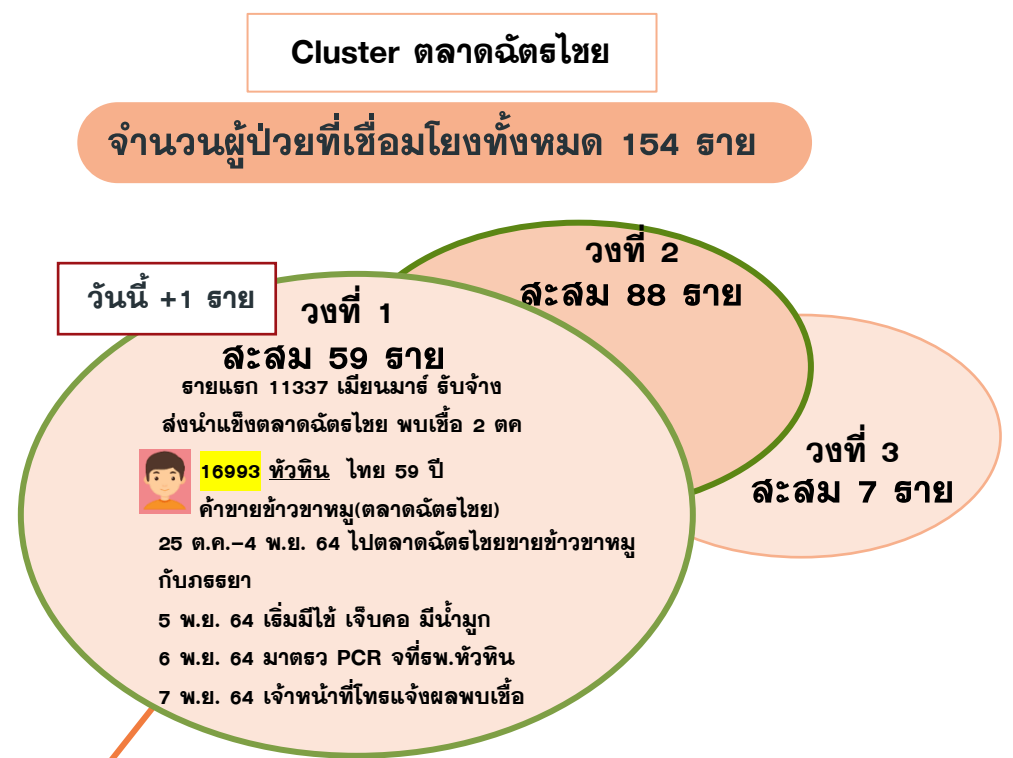 Cluster ตลาดฉัตรไชย
จำนวนผู้ป่วยที่เชื่อมโยงทั้งหมด 154 ราย
วงที่ 2
สะสม 88 ราย
วันนี้ +1 ราย
วงที่ 1
สะสม 59 ราย
รายแรก 11337 เมียนมาร์ รับจ้าง
ส่งนำแข็งตลาดฉัตรไชย พบเชื้อ 2 ตค
16993 หัวหิน ไทย 59 ปี
ค้าขายข้าวขาหมู(ตลาดฉัตรไชย)
25 ต.ค.–4 พ.ย. 64 ไปตลาดฉัตรไชยขายข้าวขาหมู
กับภรรยา
5 พ.ย. 64 เริ่มมีไข้ เจ็บคอ มีน้ำมูก
6 พ.ย. 64 มาตรว PCR จที่รพ.หัวหิน
7 พ.ย. 64 เจ้าหน้าที่โทรแจ้งผลพบเชื้อ
วงที่ 3
สะสม 7 ราย